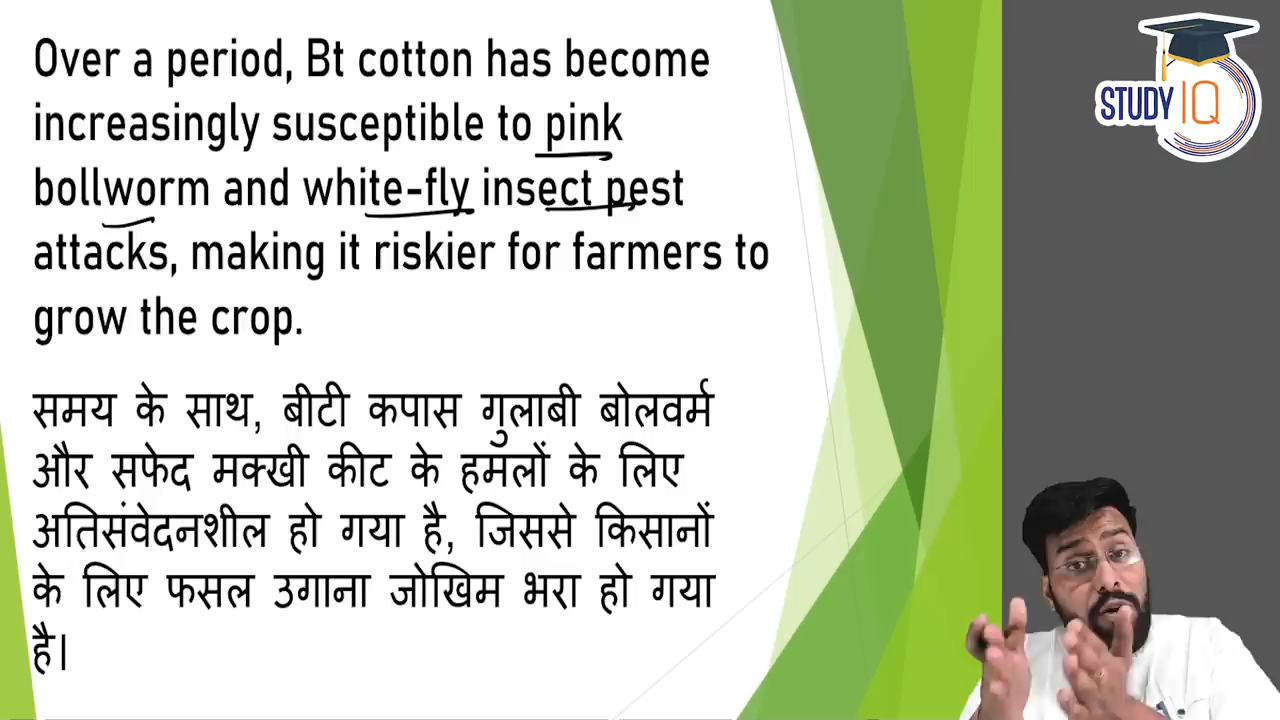 Over a period, Bt cotton has become
increasingly susceptible to pink
bollworm and white-fly insect pest
attacks, making it riskier for farmers to
grow the crop.
समय के साथ, बीटी कपास गुलाबी बोलवर्म
और सफेद मक्खी कीट के हमलों के लिए
अतिसंवेदनशील हो गया है, जिससे किसानों
के लिए फसल उगाना जोखिम भरा हो गया
है।
STUDY IQ